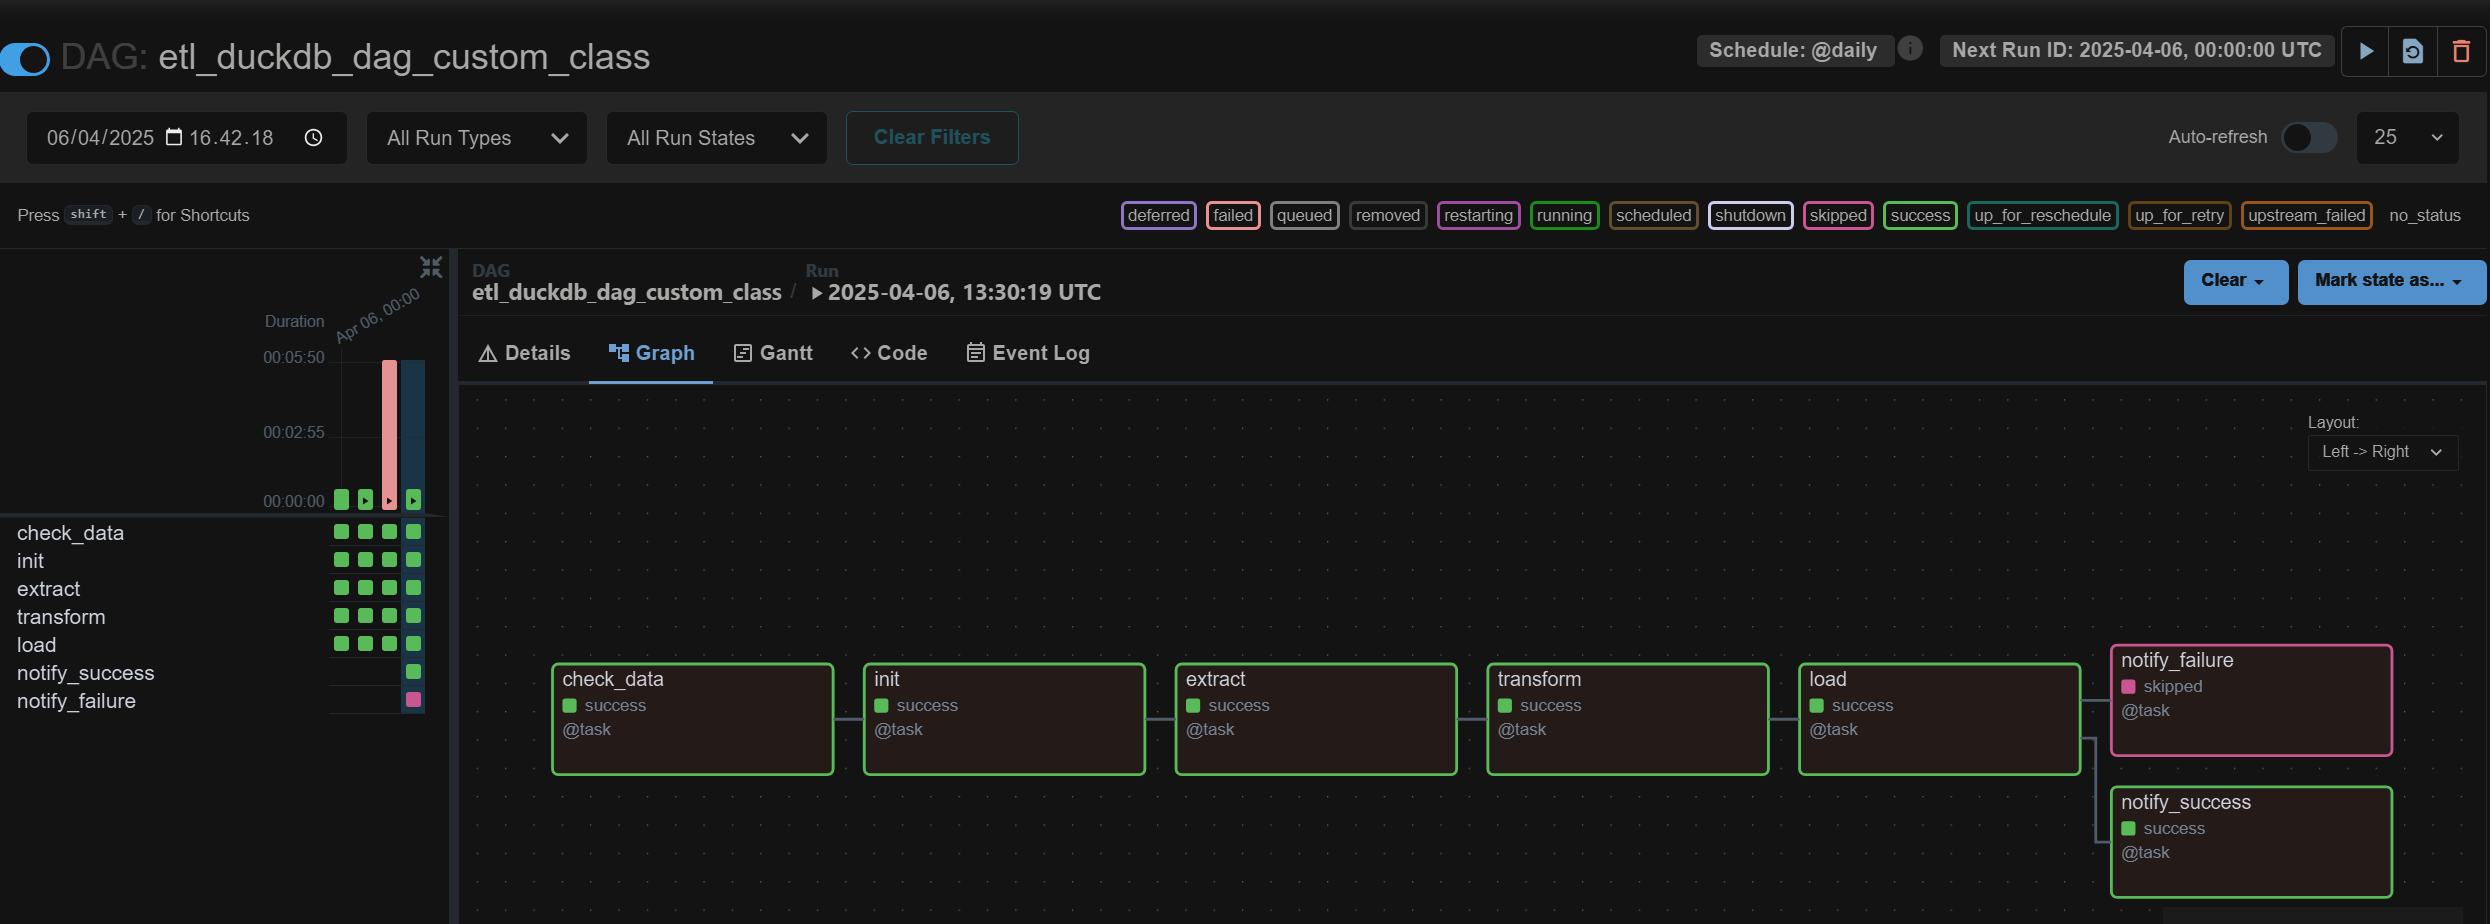 DAG: etl_duckdb_dag_custom_class
Schedule: @daily
Next Run ID: 2025-04-06, 00:00:00 UTC
06/04/2025 16.42.18
All Run Types
All Run States
Clear Filters
Auto-refresh
25
Press shift + / for Shortcuts
deferred
failed
queued
removed
restarting
running
scheduled
shutdown
skipped
success
up_for_reschedule
up_for_retry
upstream_failed
no_status
Apr 06, 00:00
Duration
00:05:50
00:02:55
00:00:00
check_data
init
extract
transform
load
notify_success
notify_failure
DAG
etl_duckdb_dag_custom_class /
Run
2025-04-06, 13:30:19 UTC
Clear
Mark state as...
Details
Graph
Gantt
Code
Event Log
Layout:
Left -> Right
check_data
success
@task
init
success
@task
extract
success
@task
transform
success
@task
load
success
@task
notify_failure
skipped
@task
notify_success
success
@task